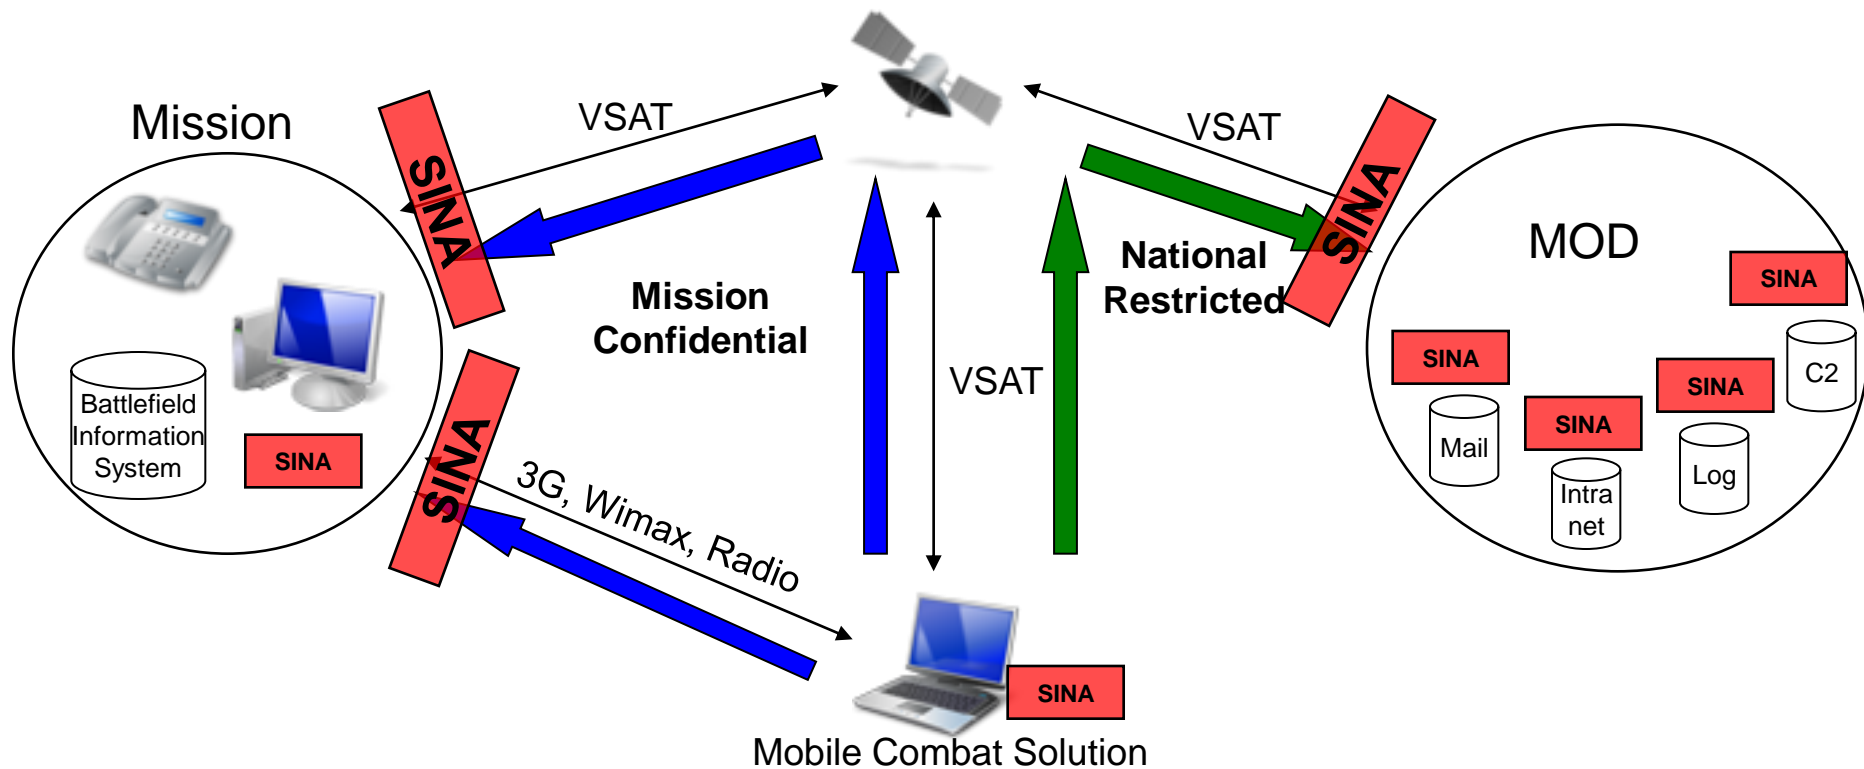 Mission
SINA
VSAT
VSAT
SINA
MOD
Mission
Confidential
National
Restricted
VSAT
Battlefield
Information
System
SINA
SINA
3G, Wimax, Radio
SINA
Mail
SINA
Intra
net
SINA
Log
SINA
C2
SINA
Mobile Combat Solution